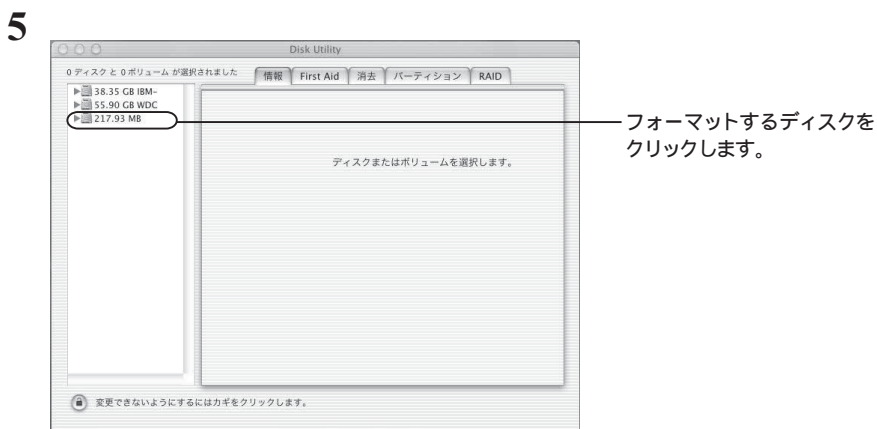 5
Disk Utility
0 ディスク と 0 ボリューム が選択されました
情報 First Aid 消去 パーティション RAID
38.35 GB IBM-
55.90 GB WDC
217.93 MB
フォーマットするディスクを
クリックします。
ディスクまたはボリュームを選択します。
変更できないようにするにはカギをクリックします。